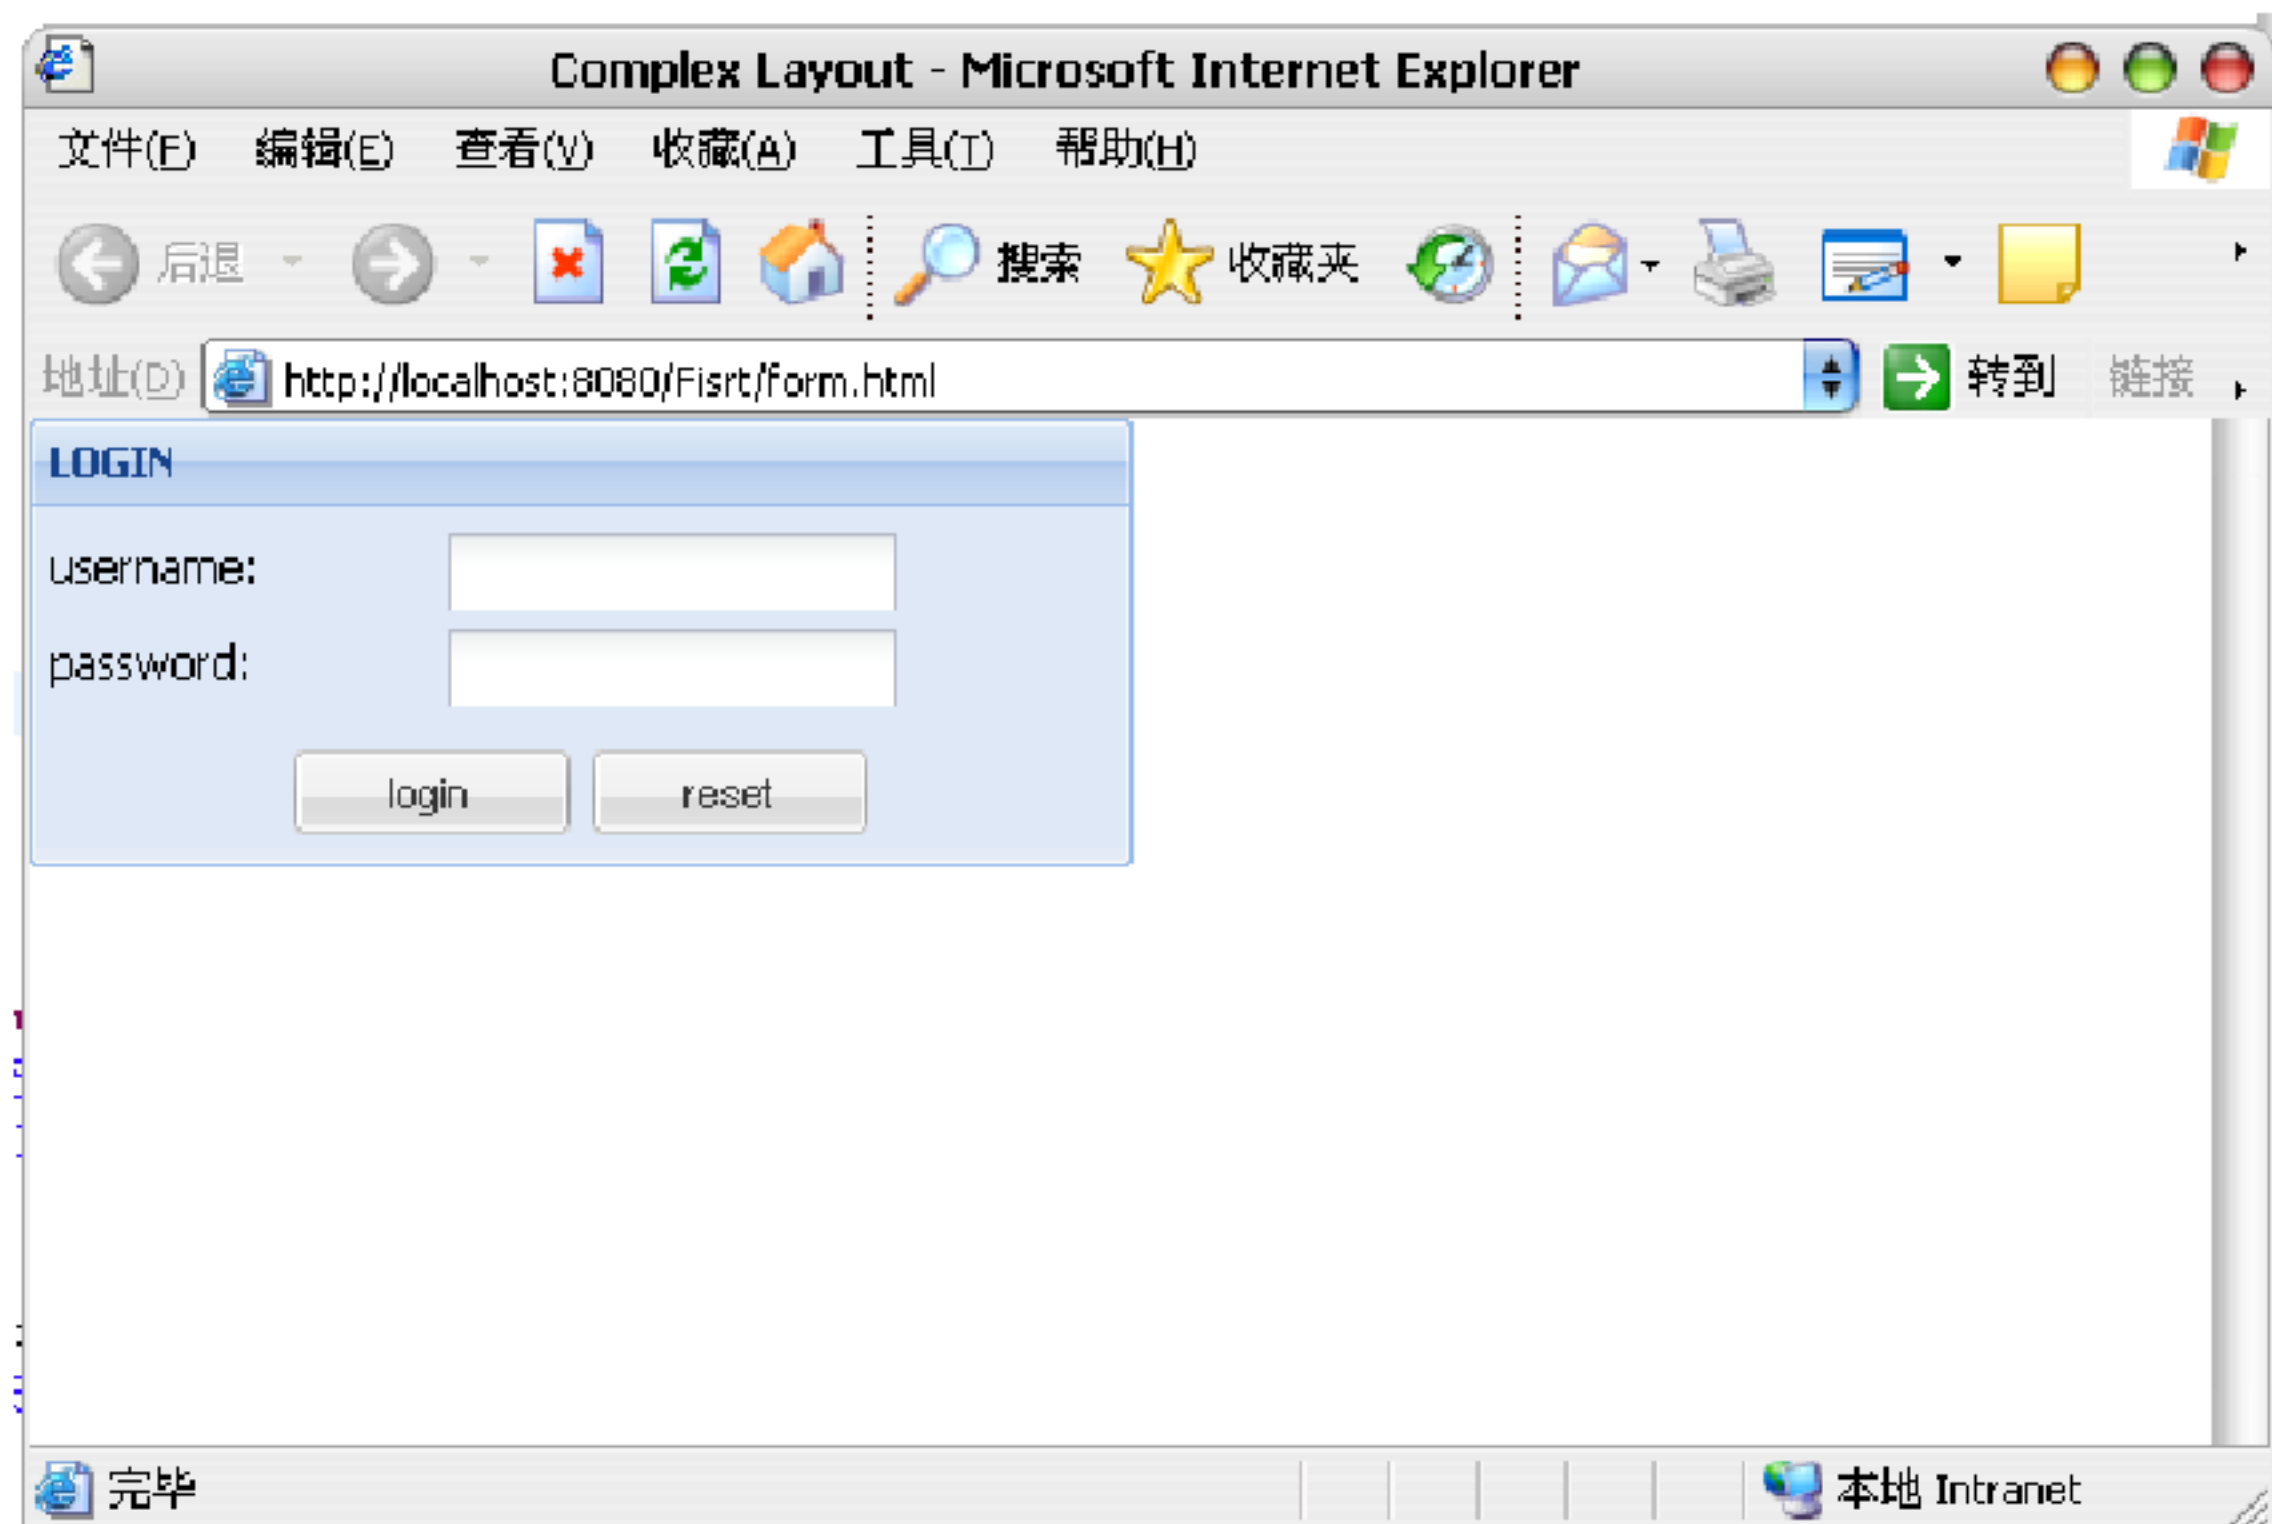 Complex Layout - Microsoft Internet Explorer
文件(F) 编辑(E) 查看(V) 收藏(A) 工具(T) 帮助(H)
后退 搜索 收藏夹
地址(D) http://localhost:8080/Fisrt/form.html 转到 链接
LOGIN
username:
password:
login reset
完毕 本地 Intranet